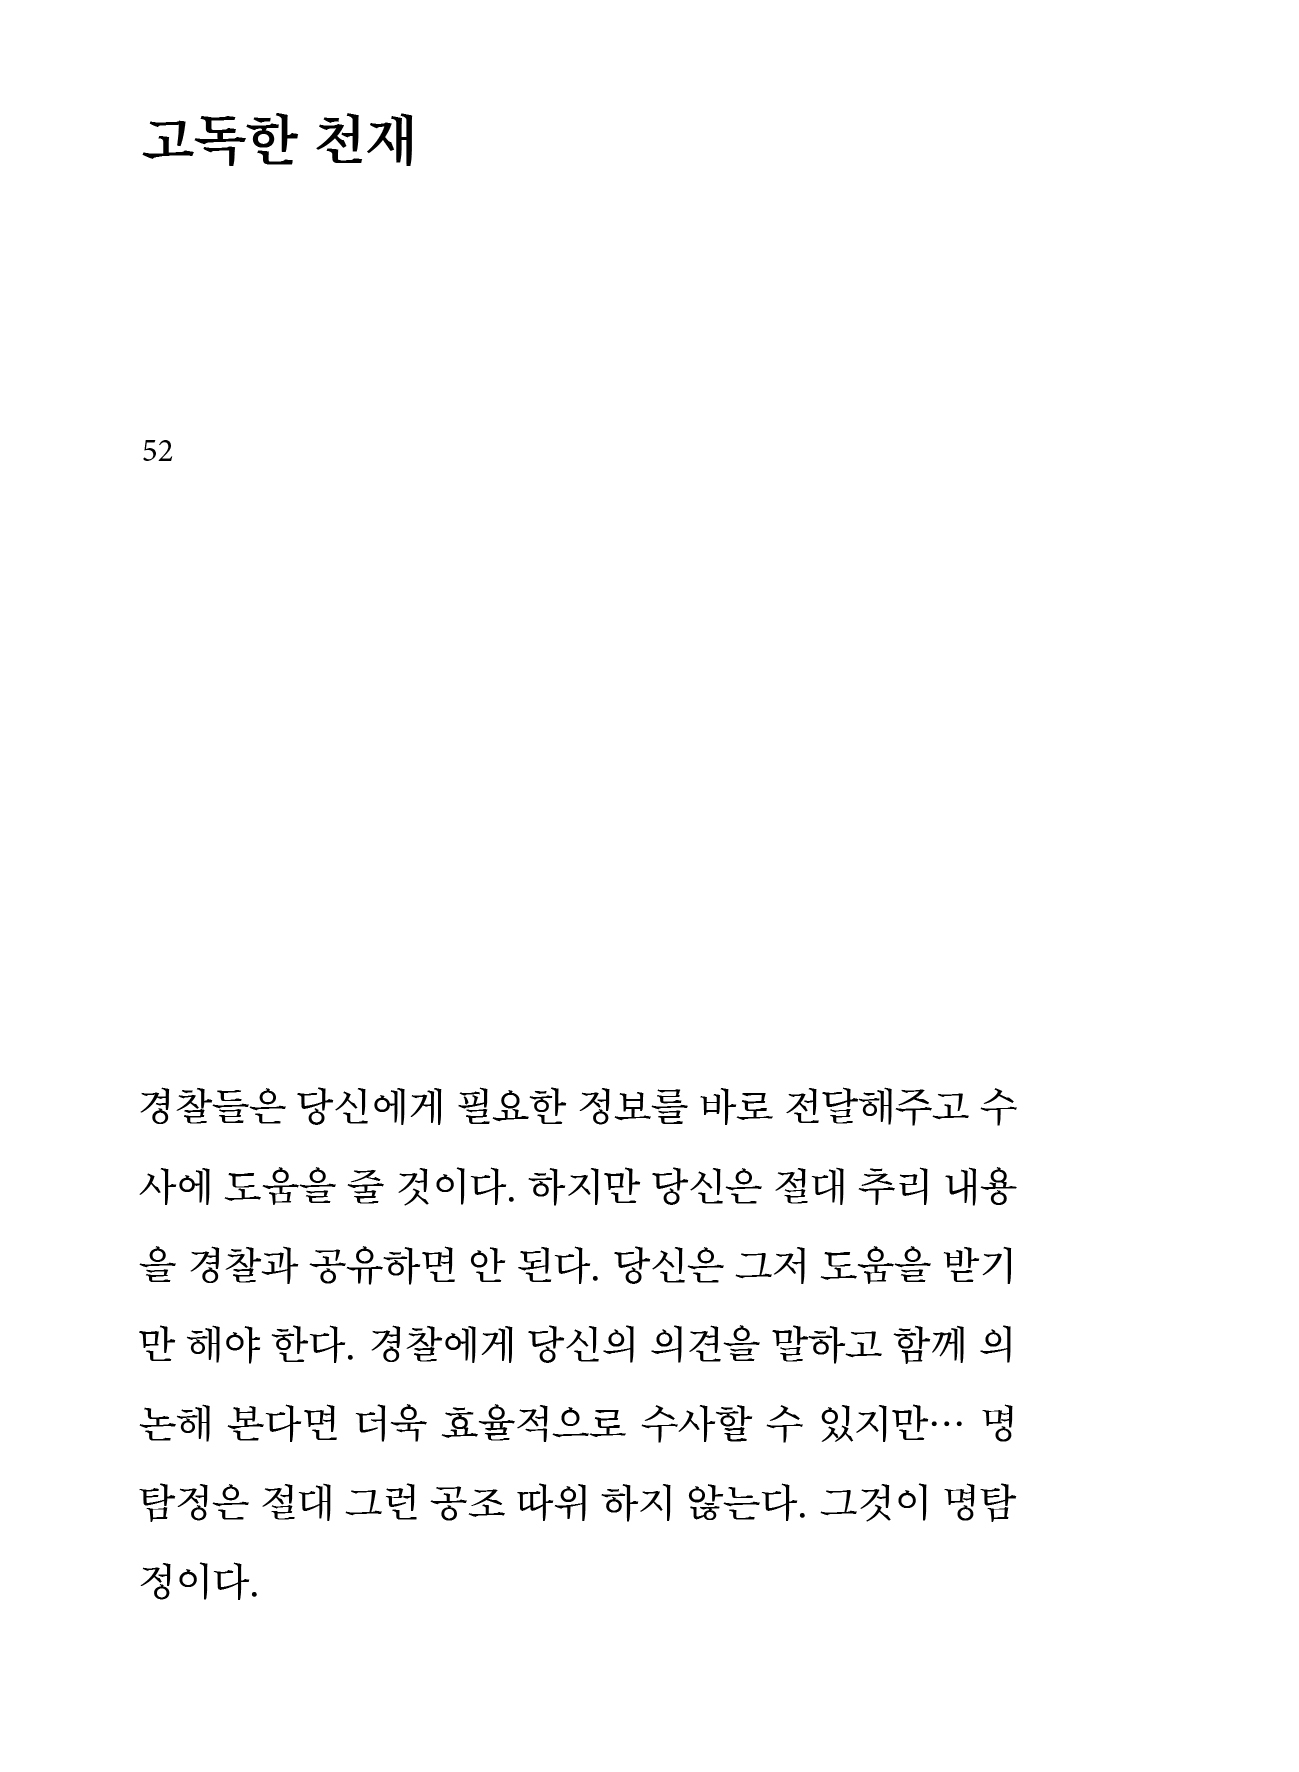 고독한 천재
52
경찰들은 당신에게 필요한 정보를 바로 전달해주고 수
사에 도움을 줄 것이다. 하지만 당신은 절대 추리 내용
을 경찰과 공유하면 안 된다. 당신은 그저 도움을 받기
만 해야 한다. 경찰에게 당신의 의견을 말하고 함께 의
논해 본다면 더욱 효율적으로 수사할 수 있지만… 명
탐정은 절대 그런 공조 따위 하지 않는다. 그것이 명탐
정이다.